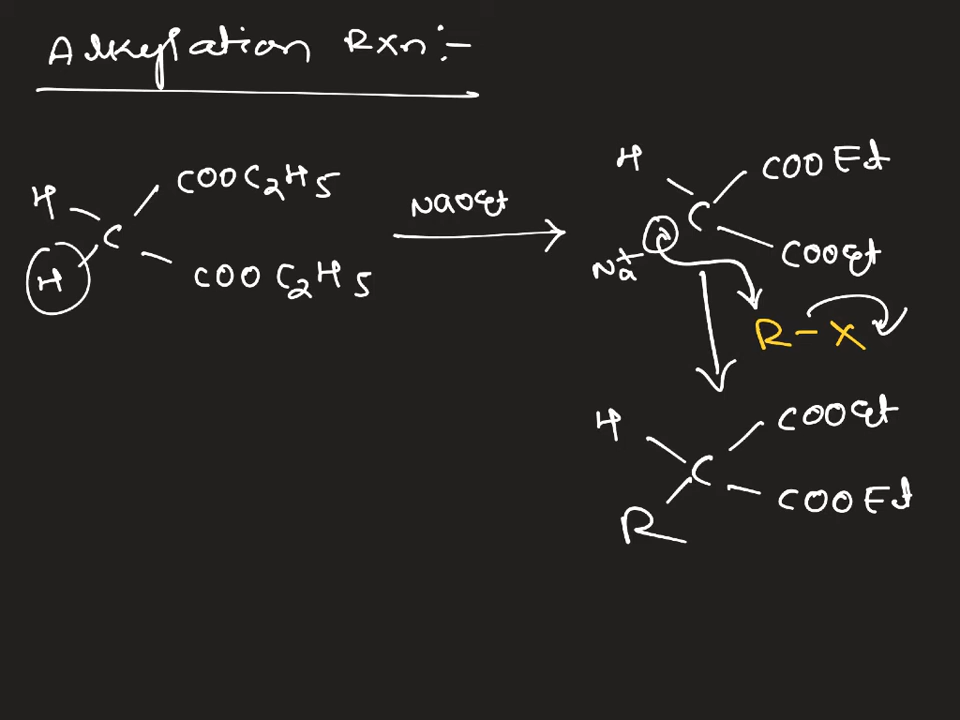 Alkylation Rxn :-
H COOC2H5
C
H COOC2H5
NaOEt
H COOEt
C
Na+ COOEt
R-X
H COOEt
C
R COOEt